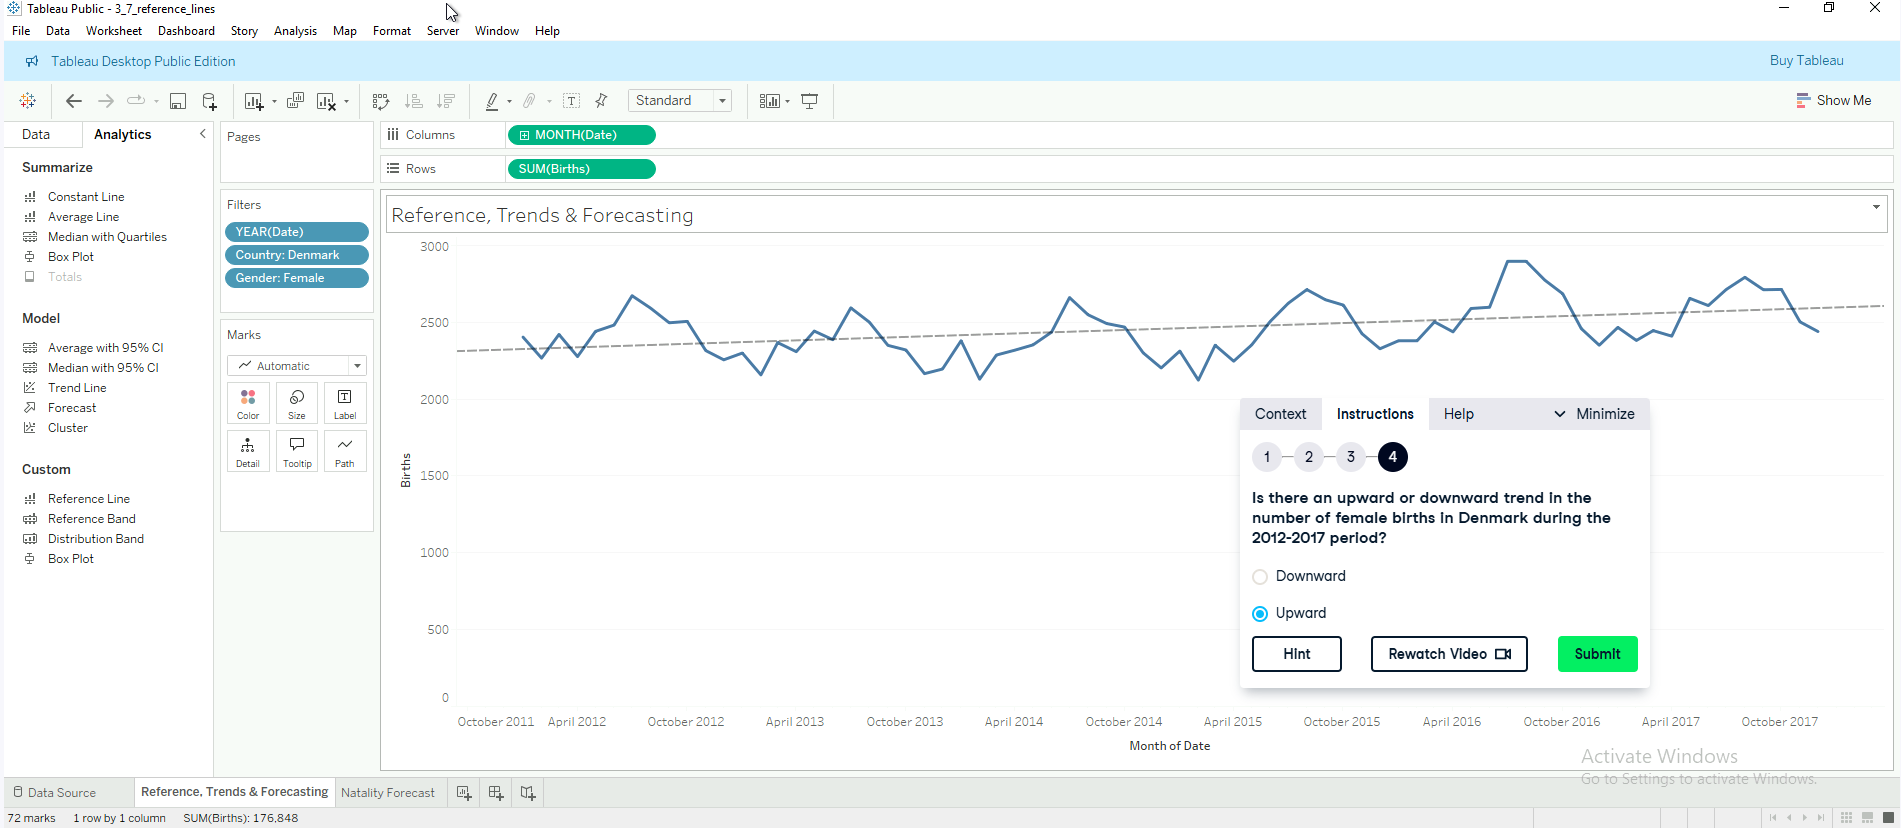 Tableau Public - 3_7_reference_lines
File Data Worksheet Dashboard Story Analysis Map Format Server Window Help
Tableau Desktop Public Edition
Buy Tableau
Standard
Show Me
Data
Analytics
Summarize
Constant Line
Average Line
Median with Quartiles
Box Plot
Totals
Model
Average with 95% CI
Median with 95% CI
Trend Line
Forecast
Cluster
Custom
Reference Line
Reference Band
Distribution Band
Box Plot
Pages
Filters
YEAR(Date)
Country: Denmark
Gender: Female
Marks
Automatic
Color Size Label
Detail Tooltip Path
Columns
MONTH(Date)
Rows
SUM(Births)
Reference, Trends & Forecasting
3000
2500
2000
1500
1000
500
0
Births
October 2011 April 2012 October 2012 April 2013 October 2013 April 2014 October 2014 April 2015 October 2015 April 2016 October 2016 April 2017 October 2017
Month of Date
Context
Instructions
Help
Minimize
1 2 3 4
Is there an upward or downward trend in the
number of female births in Denmark during the
2012-2017 period?
Downward
Upward
Hint
Rewatch Video
Submit
Activate Windows
Go to Settings to activate Windows.
Data Source
Reference, Trends & Forecasting
Natality Forecast
72 marks 1 row by 1 column SUM(Births): 176,848